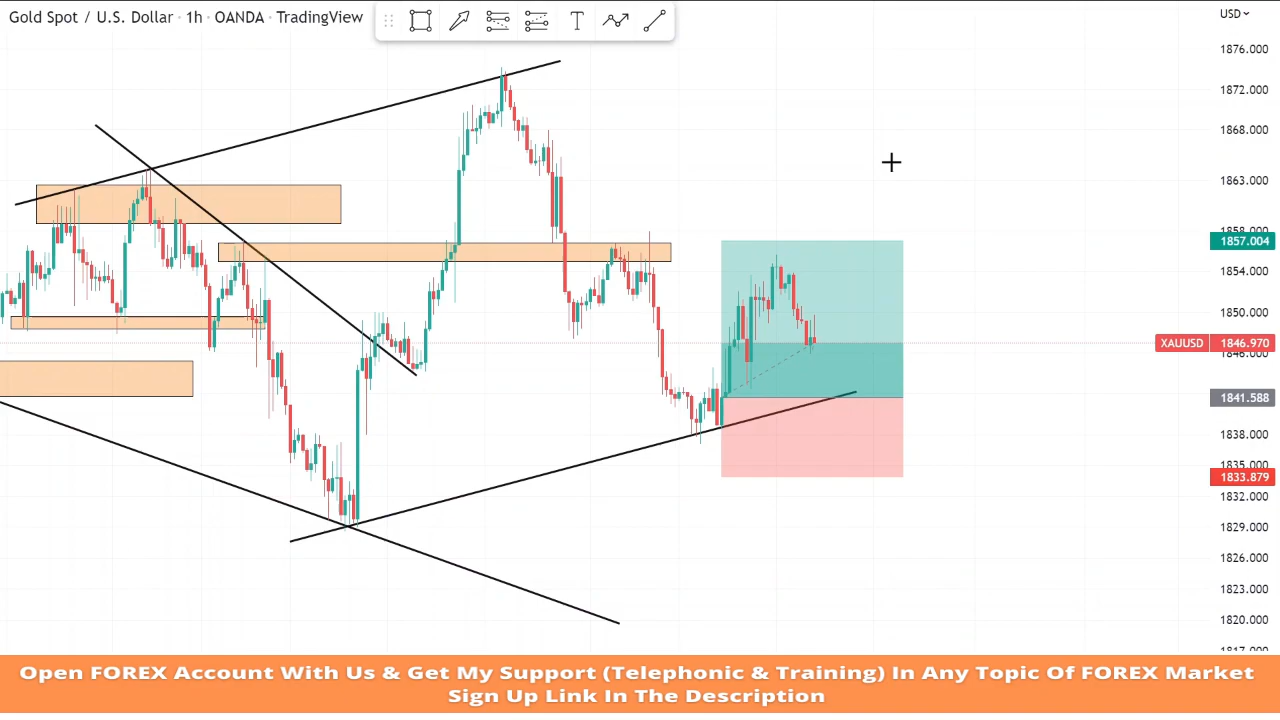 Gold Spot / U.S. Dollar · 1h · OANDA · TradingView
T
USD
1876.000
1872.000
1868.000
1863.000
1857.004
1854.000
1850.000
XAUUSD 1846.970
1846.000
1841.588
1838.000
1835.000
1833.879
1832.000
1829.000
1826.000
1823.000
1820.000
Open FOREX Account With Us & Get My Support (Telephonic & Training) In Any Topic Of FOREX Market
Sign Up Link In The Description